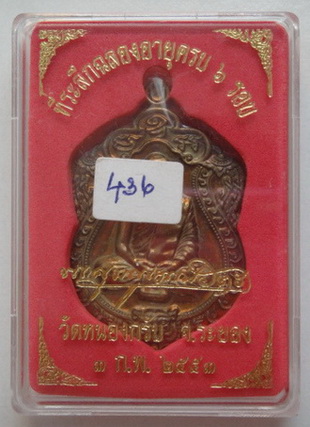 ที่ระลึกฉลองอายุครบ ๖ รอบ
436
วัดหนองกรับ จ.ระยอง
๓ ก.พ. ๒๕๕๓